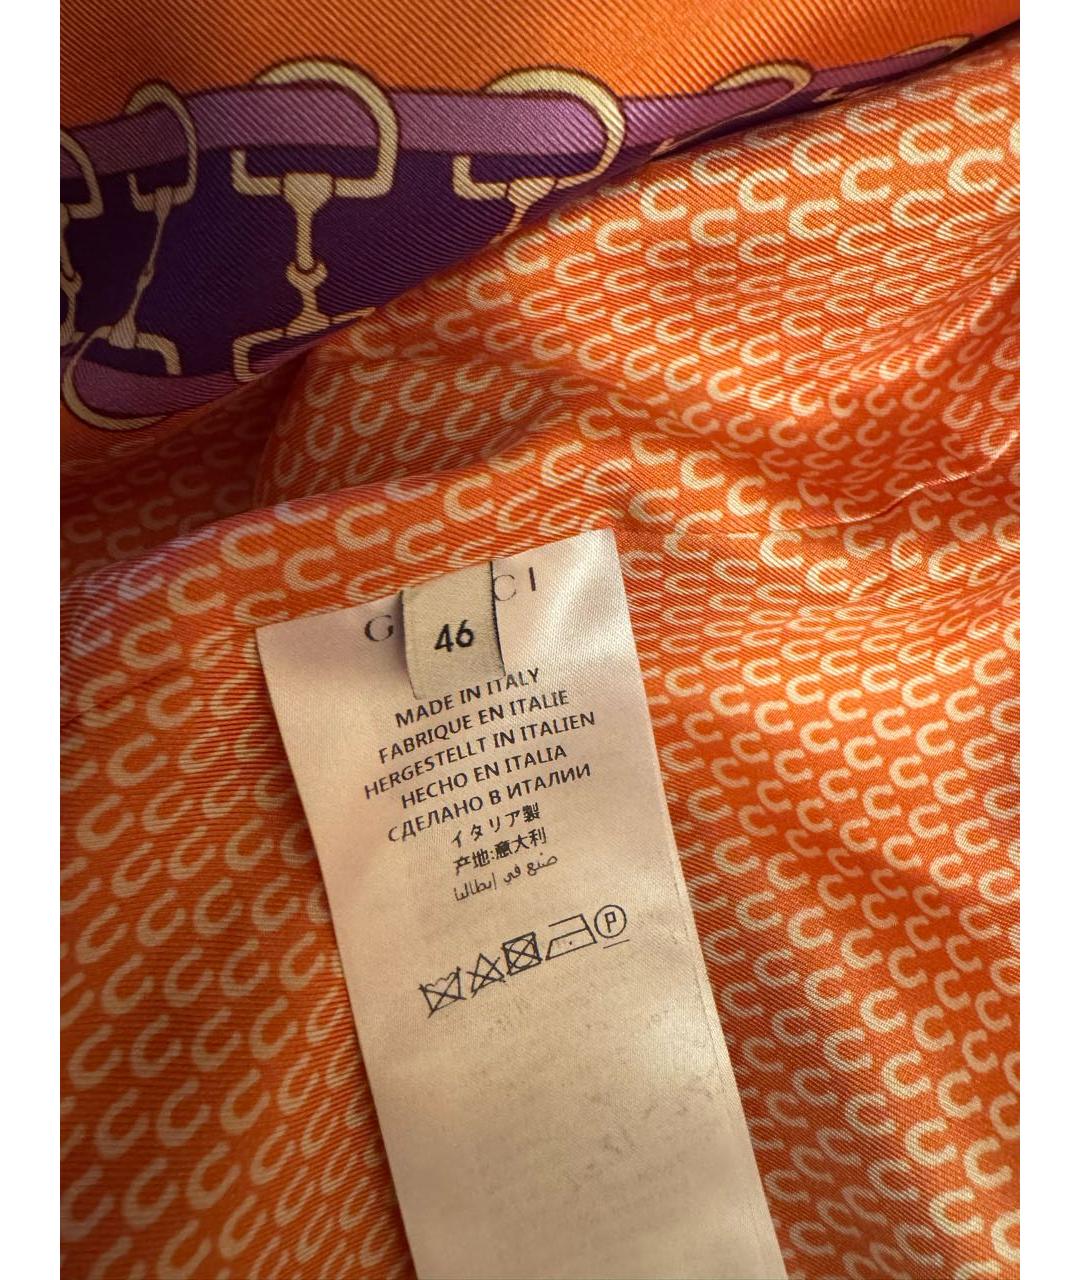 G CI
46
MADE IN ITALY
FABRIQUE EN ITALIE
HERGESTELLT IN ITALIEN
HECHO EN ITALIA
СДЕЛАНО В ИТАЛИИ
イタリア製
产地:意大利
صنع في إيطاليا
P